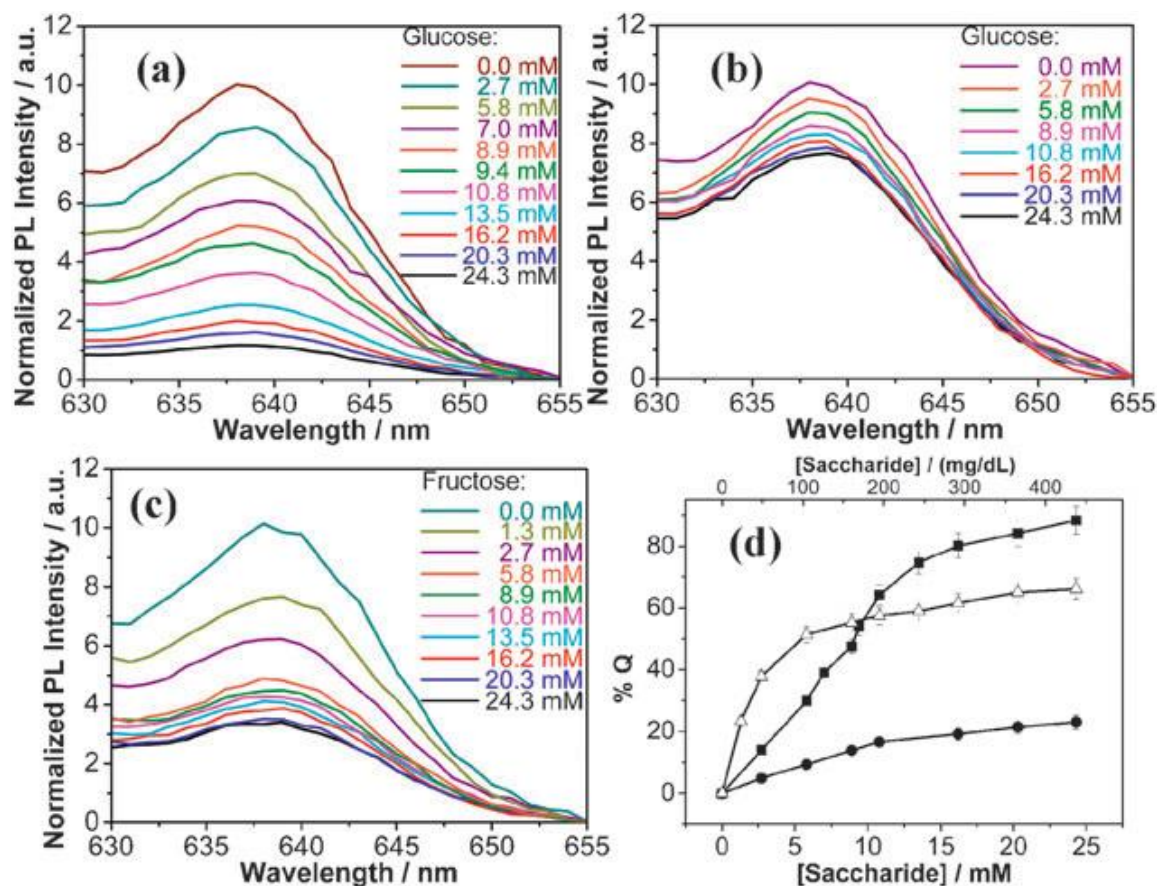 12
10
8
6
4
2
0
Normalized PL Intensity / a.u.
(a)
Glucose:
0.0 mM
2.7 mM
5.8 mM
7.0 mM
8.9 mM
9.4 mM
10.8 mM
13.5 mM
16.2 mM
20.3 mM
24.3 mM
630 635 640 645 650 655
Wavelength / nm
12
10
8
6
4
2
0
Normalized PL Intensity / a.u.
(b)
Glucose:
0.0 mM
2.7 mM
5.8 mM
8.9 mM
10.8 mM
16.2 mM
20.3 mM
24.3 mM
630 635 640 645 650 655
Wavelength / nm
12
10
8
6
4
2
0
Normalized PL Intensity / a.u.
(c)
Fructose:
0.0 mM
1.3 mM
2.7 mM
5.8 mM
8.9 mM
10.8 mM
13.5 mM
16.2 mM
20.3 mM
24.3 mM
630 635 640 645 650 655
Wavelength / nm
[Saccharide] / (mg/dL)
0 100 200 300 400
80
60
40
20
0
% Q
(d)
0 5 10 15 20 25
[Saccharide] / mM